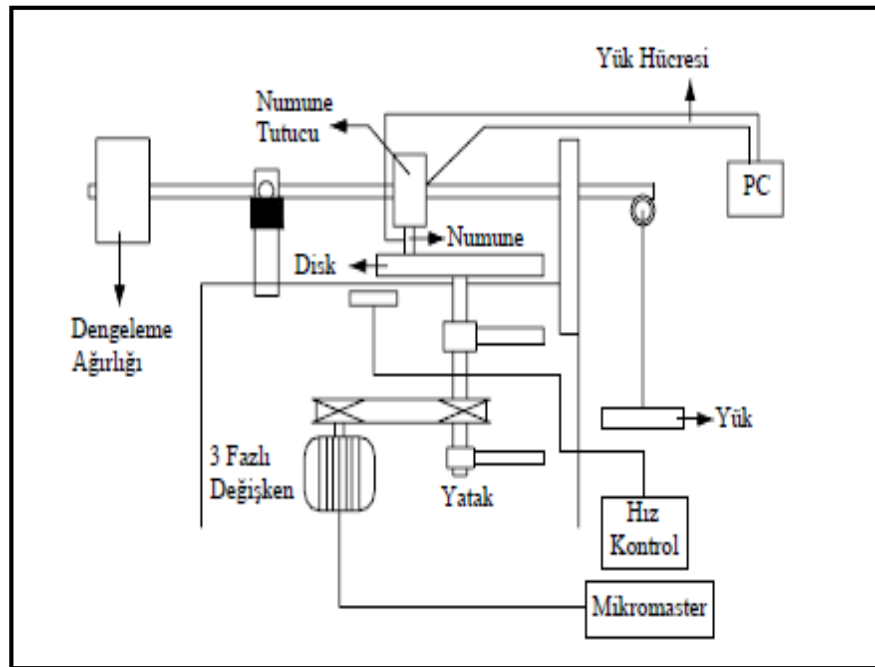 Yük Hücresi
Numune
Tutucu
PC
Numune
Disk
Dengeleme
Ağırlığı
Yük
3 Fazlı
Değişken
Yatak
Hız
Kontrol
Mikromaster